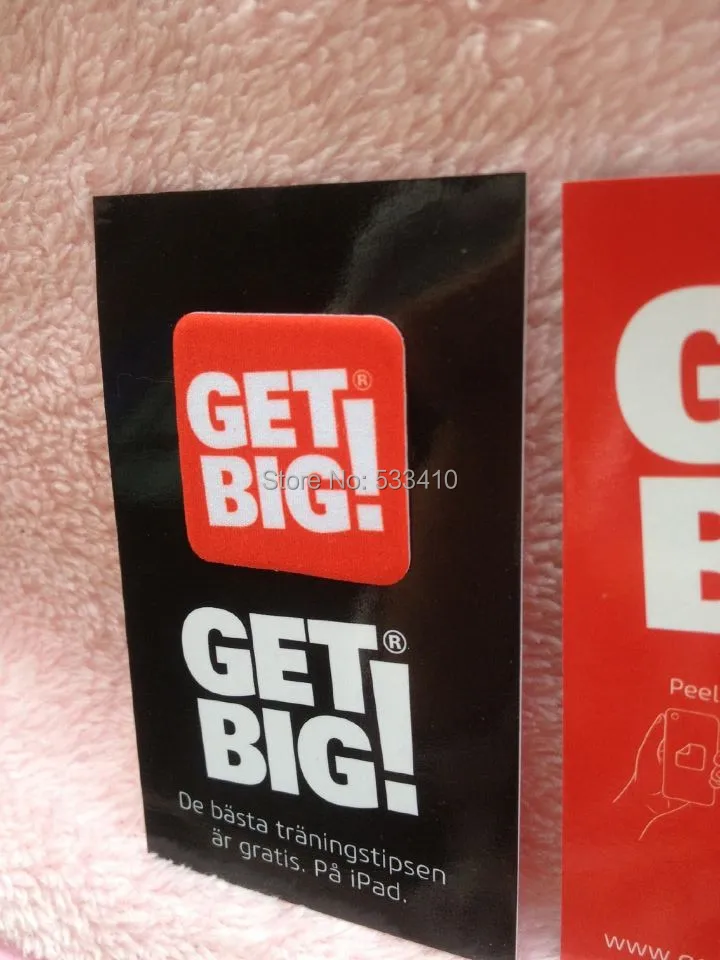 GET®
BIG!
Store No: 533410
GET®
BIG!
De bästa träningstipsen
är gratis. På iPad.
G
B
Peel
www.